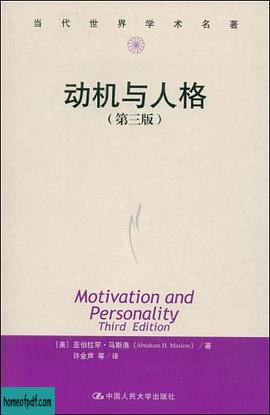 当代世界学术名著
动机与人格
（第三版）
Motivation and
Personality
Third Edition
［美］亚伯拉罕·马斯洛（Abraham H. Maslow）著
许金声 等/译
中国人民大学出版社
homeofpdf.com